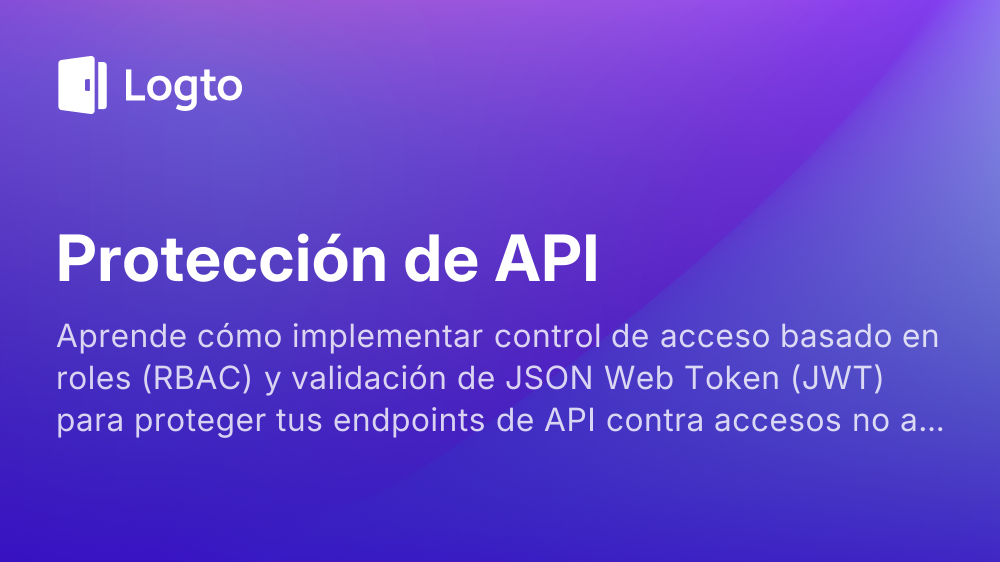 Logto
Protección de API
Aprende cómo implementar control de acceso basado en
roles (RBAC) y validación de JSON Web Token (JWT)
para proteger tus endpoints de API contra accesos no a...